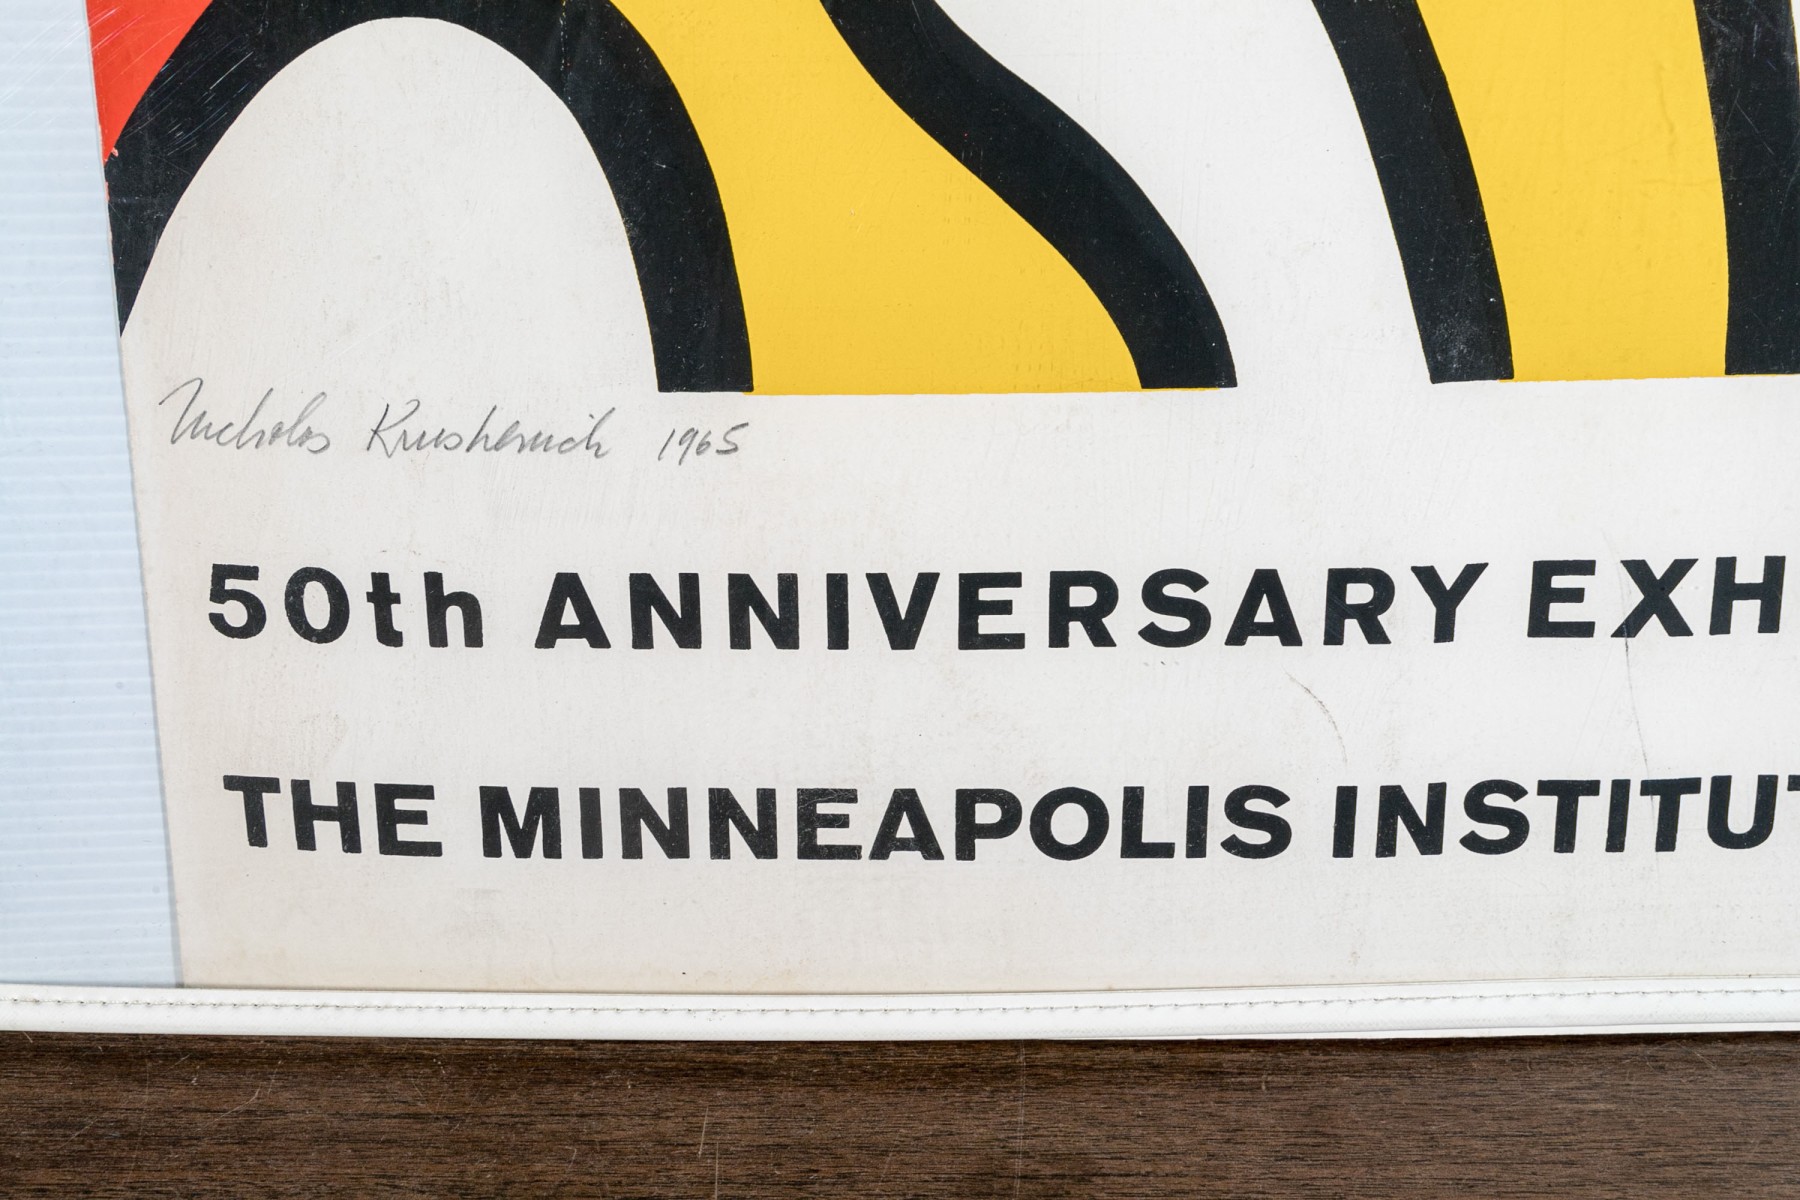 Nicholas Krushenick 1965
50th ANNIVERSARY EXH
THE MINNEAPOLIS INSTITUT